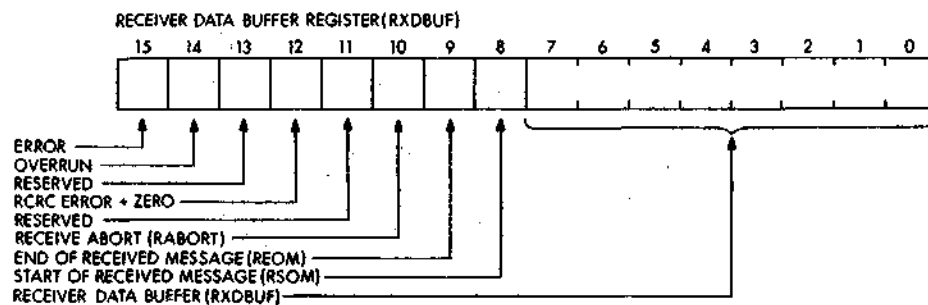 RECEIVER DATA BUFFER REGISTER (RXDBUF)
15 14 13 12 11 10 9 8 7 6 5 4 3 2 1 0
ERROR
OVERRUN
RESERVED
RCRC ERROR + ZERO
RESERVED
RECEIVE ABORT (RABORT)
END OF RECEIVED MESSAGE (REOM)
START OF RECEIVED MESSAGE (RSOM)
RECEIVER DATA BUFFER (RXDBUF)